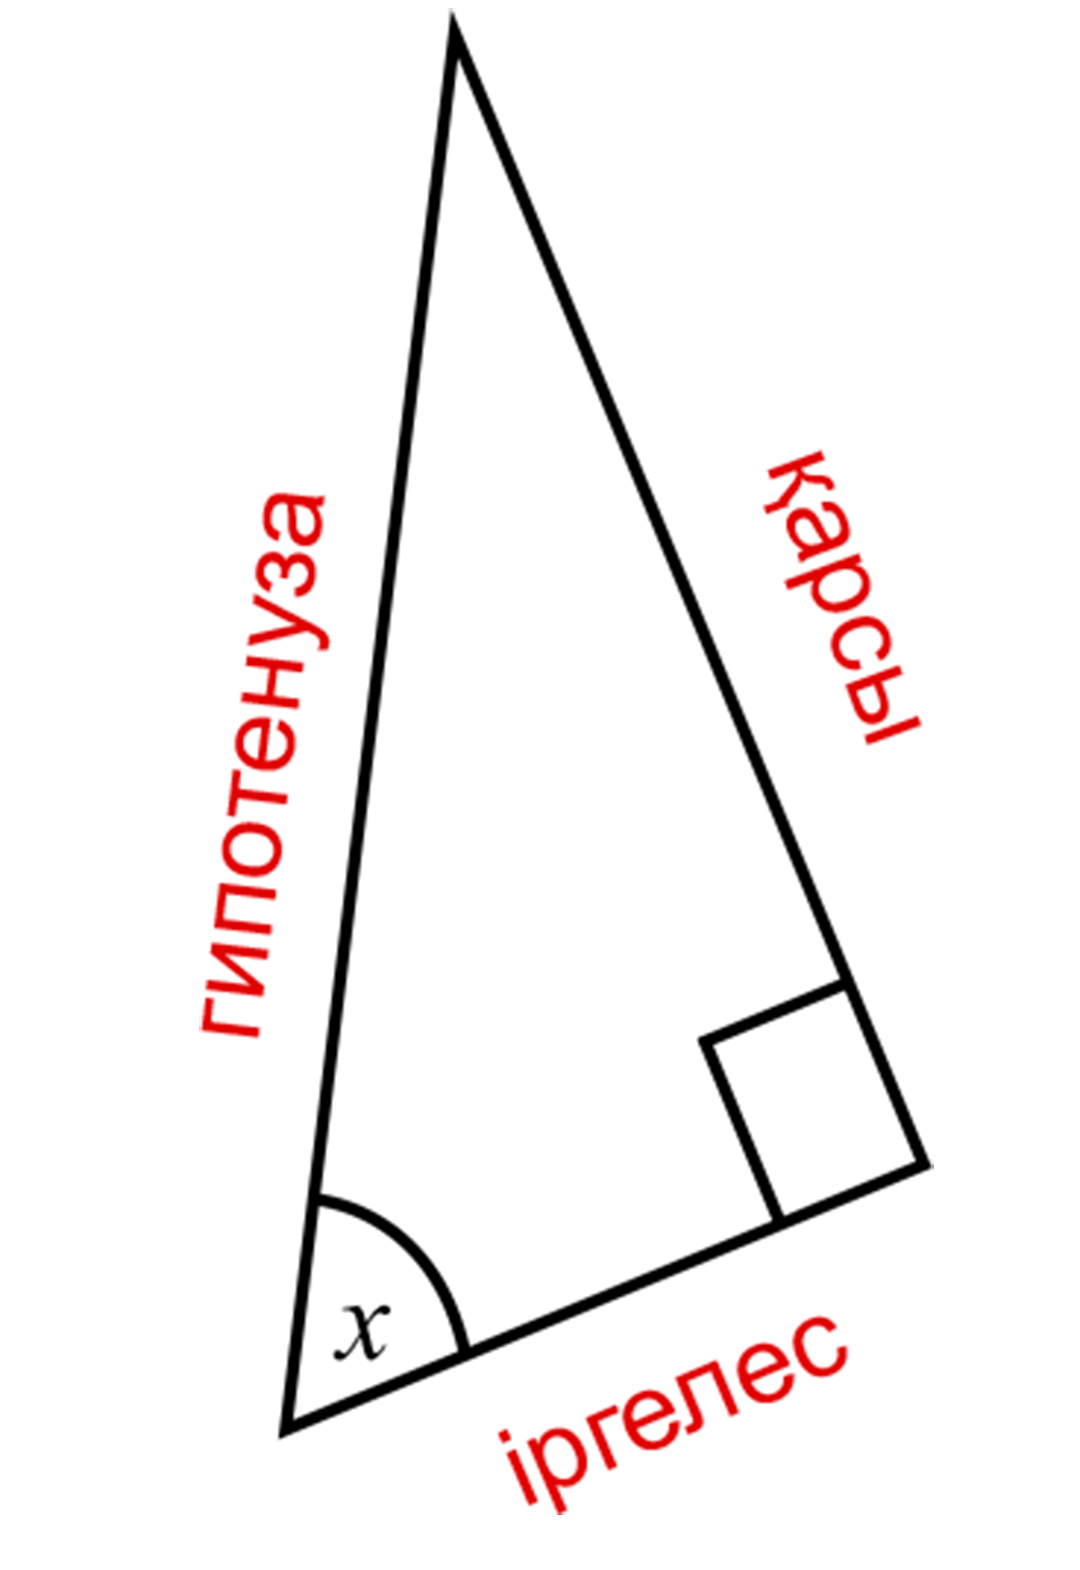 гипотенуза
қарсы
x
іргелес